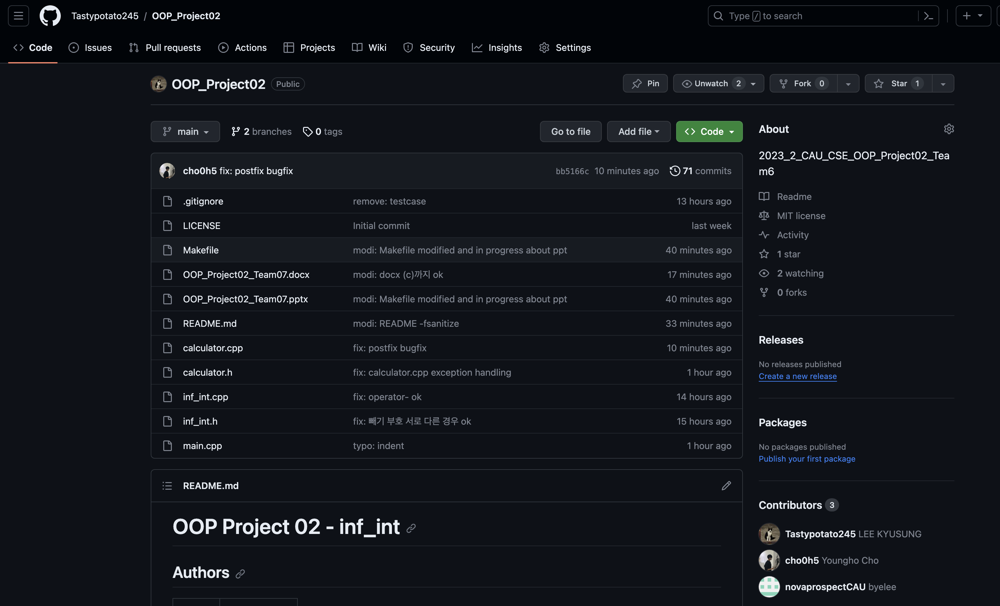 Tastypotato245 / OOP_Project02
Type / to search
Code Issues Pull requests Actions Projects Wiki Security Insights Settings
OOP_Project02 Public
Pin Unwatch 2 Fork 0 Star 1
main 2 branches 0 tags Go to file Add file Code
cho0h5 fix: postfix bugfix bb5166c 10 minutes ago 71 commits
.gitignore remove: testcase 13 hours ago
LICENSE Initial commit last week
Makefile modi: Makefile modified and in progress about ppt 40 minutes ago
OOP_Project02_Team07.docx modi: docx (c)까지 ok 17 minutes ago
OOP_Project02_Team07.pptx modi: Makefile modified and in progress about ppt 40 minutes ago
README.md modi: README -fsanitize 33 minutes ago
calculator.cpp fix: postfix bugfix 10 minutes ago
calculator.h fix: calculator.cpp exception handling 1 hour ago
inf_int.cpp fix: operator- ok 14 hours ago
inf_int.h fix: 빼기 부호 서로 다른 경우 ok 15 hours ago
main.cpp typo: indent 1 hour ago
README.md
OOP Project 02 - inf_int
Authors
About
2023_2_CAU_CSE_OOP_Project02_Tea
m6
Readme
MIT license
Activity
1 star
2 watching
0 forks
Releases
No releases published
Create a new release
Packages
No packages published
Publish your first package
Contributors 3
Tastypotato245 LEE KYUSUNG
cho0h5 Youngho Cho
novaprospectCAU byelee